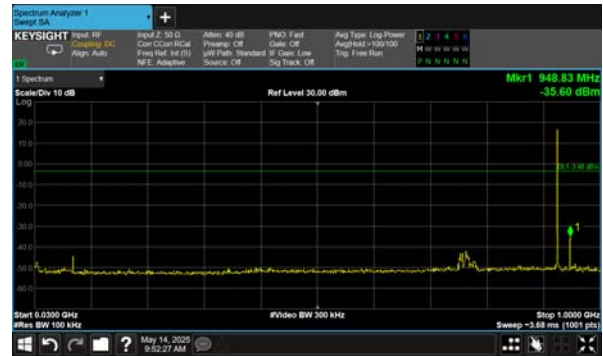 Spectrum Analyzer 1
Swept SA
+
KEYSIGHT
Input: RF
Coupling: DC
Align: Auto
Input Z: 50 Ω
Corr CCorr RCal
Freq Ref: Int (S)
NFE: Adaptive
Atten: 40 dB
Preamp: Off
µW Path: Standard
Source: Off
PNO: Fast
Gate: Off
IF Gain: Low
Sig Track: Off
Avg Type: Log-Power
Avg|Hold:>100/100
Trig: Free Run
1 2 3 4 5 6
M W W W W W
P N N N N N
1 Spectrum
Scale/Div 10 dB
Ref Level 30.00 dBm
Mkr1 948.83 MHz
-35.60 dBm
Log
20.0
10.0
0.00
-10.0
-20.0
-30.0
-40.0
-50.0
-60.0
1
Start 0.0300 GHz
#Res BW 100 kHz
#Video BW 300 kHz
Stop 1.0000 GHz
Sweep ~3.68 ms (1001 pts)
?
May 14, 2025
9:52:27 AM